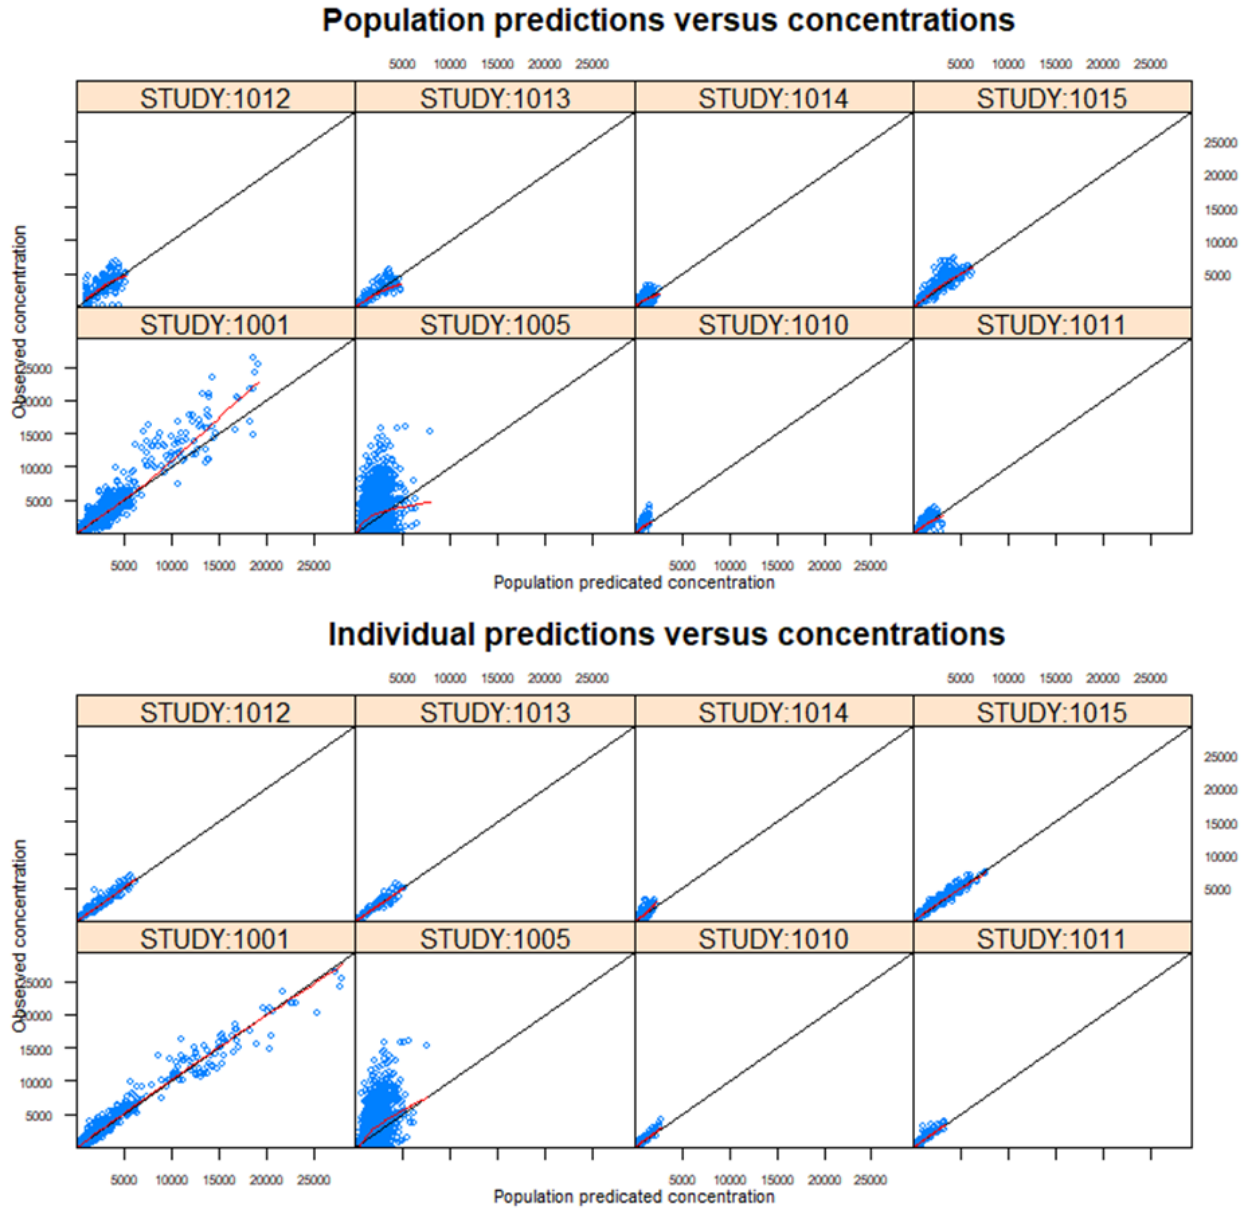 Population predictions versus concentrations
5000 10000 15000 20000 25000 5000 10000 15000 20000 25000
STUDY:1012 STUDY:1013 STUDY:1014 STUDY:1015
25000
20000
15000
10000
5000
Observed concentration
STUDY:1001 STUDY:1005 STUDY:1010 STUDY:1011
25000
20000
15000
10000
5000
5000 10000 15000 20000 25000 5000 10000 15000 20000 25000
Population predicated concentration
Individual predictions versus concentrations
5000 10000 15000 20000 25000 5000 10000 15000 20000 25000
STUDY:1012 STUDY:1013 STUDY:1014 STUDY:1015
25000
20000
15000
10000
5000
Observed concentration
STUDY:1001 STUDY:1005 STUDY:1010 STUDY:1011
25000
20000
15000
10000
5000
5000 10000 15000 20000 25000 5000 10000 15000 20000 25000
Population predicated concentration